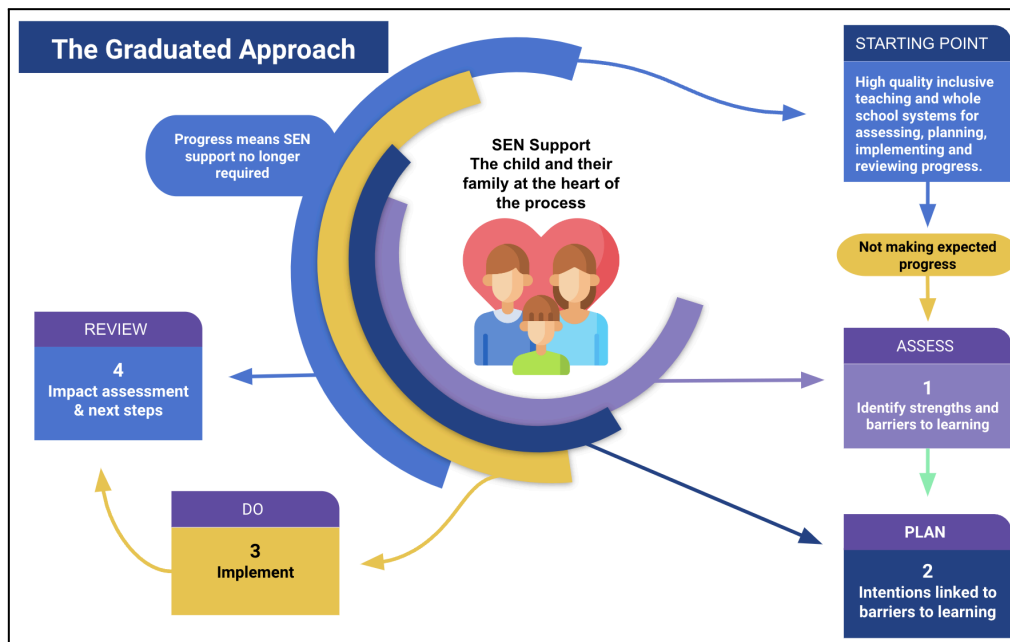 The Graduated Approach
Progress means SEN
support no longer
required
SEN Support
The child and their
family at the heart of
the process
STARTING POINT
High quality inclusive
teaching and whole
school systems for
assessing, planning,
implementing and
reviewing progress.
Not making expected
progress
ASSESS
1
Identify strengths and
barriers to learning
PLAN
2
Intentions linked to
barriers to learning
DO
3
Implement
REVIEW
4
Impact assessment
& next steps